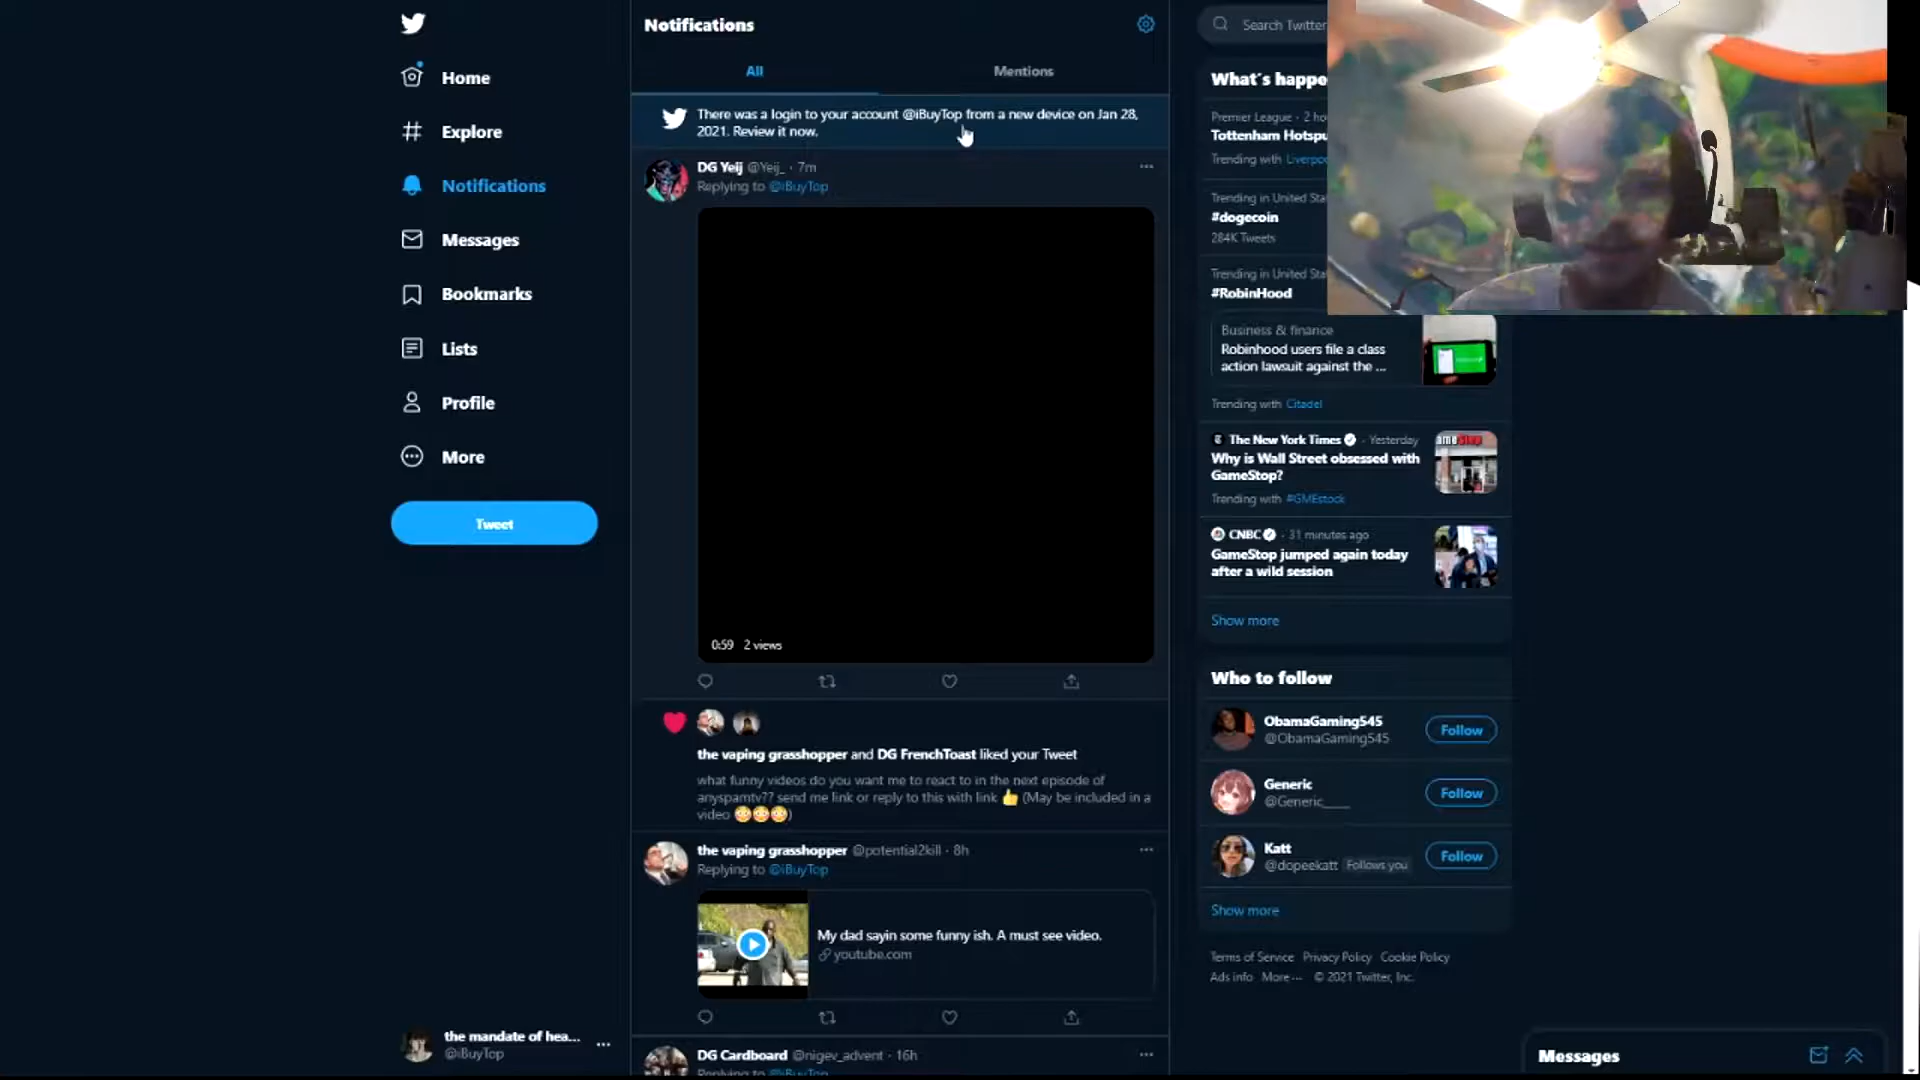 Home
Explore
Notifications
Messages
Bookmarks
Lists
Profile
More
Tweet
the mandate of hea...
@iBuyTop
Notifications
All
Mentions
There was a login to your account @iBuyTop from a new device on Jan 28,
2021. Review it now.
DG Yeij @Yeij_ · 7m
Replying to @iBuyTop
0:59 2 views
the vaping grasshopper and DG FrenchToast liked your Tweet
what funny videos do you want me to react to in the next episode of
anyspamtv?? send me link or reply to this with link 👍 (May be included in a
video 😳😳😳)
the vaping grasshopper @potential2kill · 8h
Replying to @iBuyTop
My dad sayin some funny ish. A must see video.
youtube.com
DG Cardboard @nigev_advent · 16h
Replying to @iBuyTop
Search Twitter
What's happe
Premier League · 2 ho
Tottenham Hotspu
Trending with Liverpoo
Trending in United Sta
#dogecoin
284K Tweets
Trending in United Sta
#RobinHood
Business & finance
Robinhood users file a class
action lawsuit against the ...
Trending with Citadel
The New York Times · Yesterday
Why is Wall Street obsessed with
GameStop?
Trending with #GMEstock
CNBC · 31 minutes ago
GameStop jumped again today
after a wild session
Show more
Who to follow
ObamaGaming545
@ObamaGaming545
Follow
Generic
@Generic____
Follow
Katt
@dopeekatt Follows you
Follow
Show more
Terms of Service Privacy Policy Cookie Policy
Ads info More··· © 2021 Twitter, Inc.
Messages